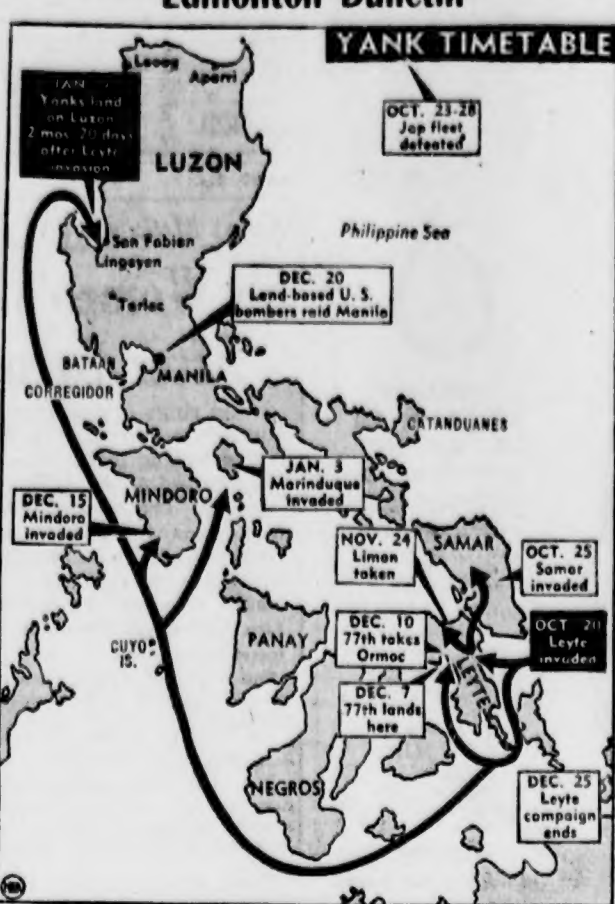 Edmonton Bulletin
YANK TIMETABLE
Laoag
Aparri
JAN.
Yanks land
on Luzon
2 mos. 20 days
after Leyte
invasion
OCT. 23-28
Jap fleet
defeated
LUZON
Philippine Sea
San Fabian
Lingayen
DEC. 20
Land-based U. S.
bombers raid Manila
Tarlac
BATAAN
MANILA
CORREGIDOR
CATANDUANES
JAN. 3
Marinduque
invaded
MINDORO
DEC. 15
Mindoro
invaded
NOV. 24
Limon
taken
SAMAR
OCT. 25
Samar
invaded
DEC. 10
77th takes
Ormoc
OCT 20
Leyte
invaded
CUYO
IS.
PANAY
LEYTE
DEC. 7
77th lands
here
NEGROS
DEC. 25
Leyte
campaign
ends